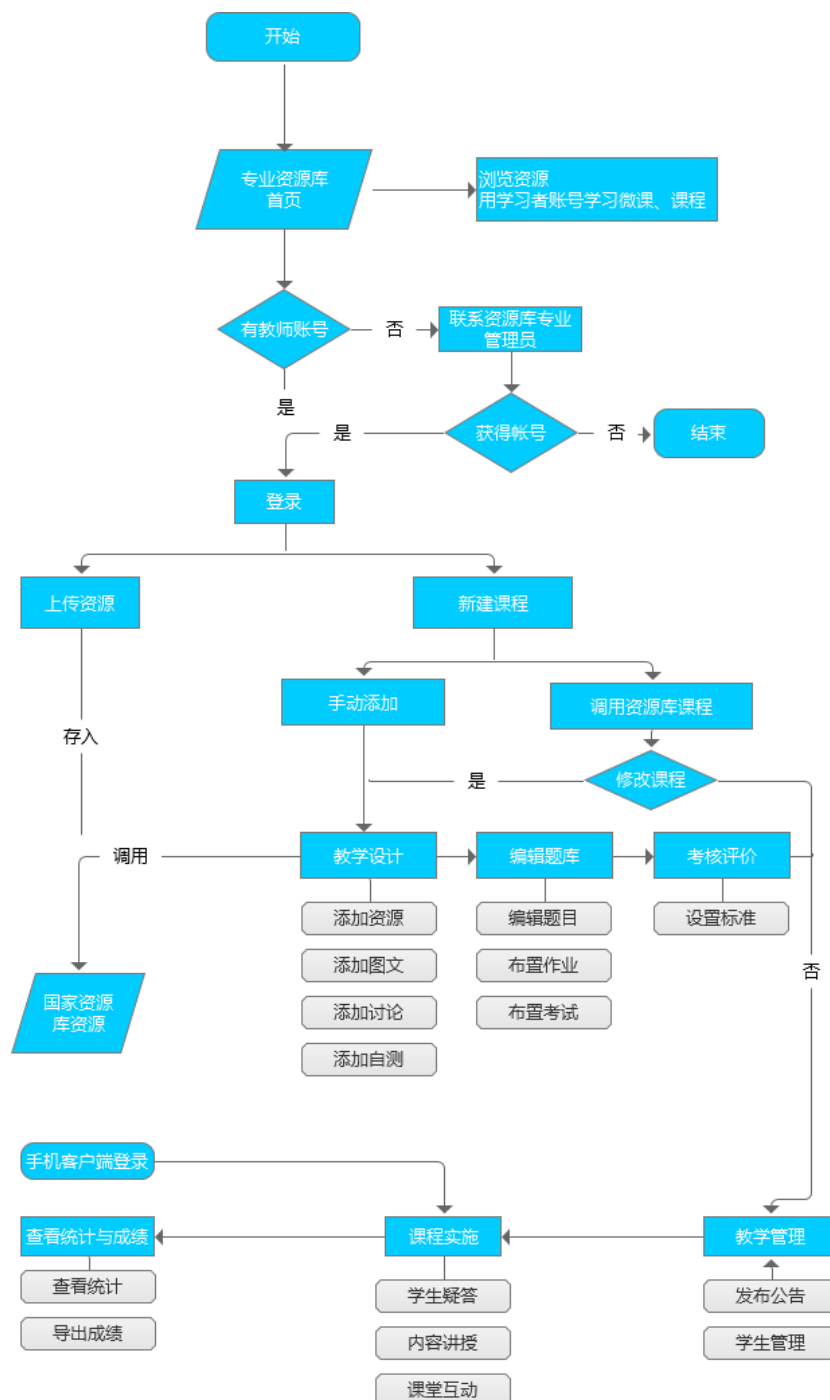 开始
专业资源库
首页
浏览资源
用学习者账号学习微课、课程
有教师账号
否
联系资源库专业
管理员
是
是
获得帐号
否
结束
登录
上传资源
新建课程
手动添加
调用资源库课程
存入
是
修改课程
调用
教学设计
编辑题库
考核评价
添加资源
编辑题目
设置标准
添加图文
布置作业
否
国家资源
库资源
添加讨论
布置考试
添加自测
手机客户端登录
查看统计与成绩
课程实施
教学管理
查看统计
学生疑答
发布公告
导出成绩
内容讲授
学生管理
课堂互动